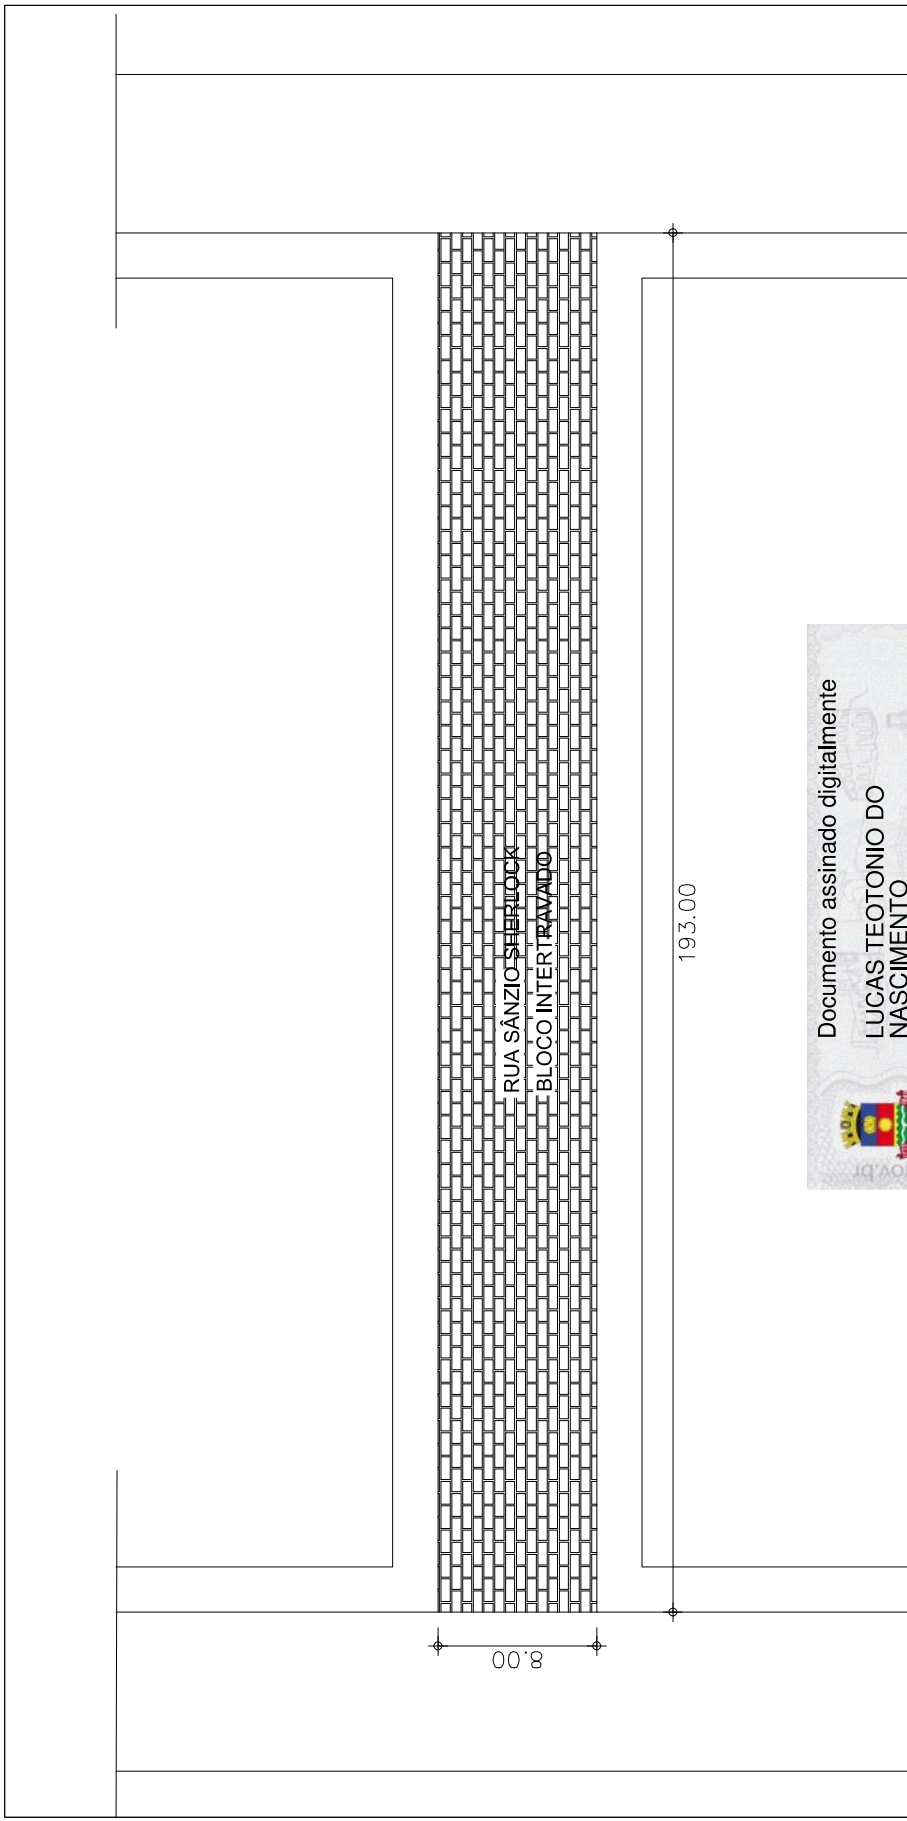 RUA SÂNZIO SHERLOCK
BLOCO INTERTRAVADO
193.00
8.00
Documento assinado digitalmente
LUCAS TEOTONIO DO
NASCIMENTO